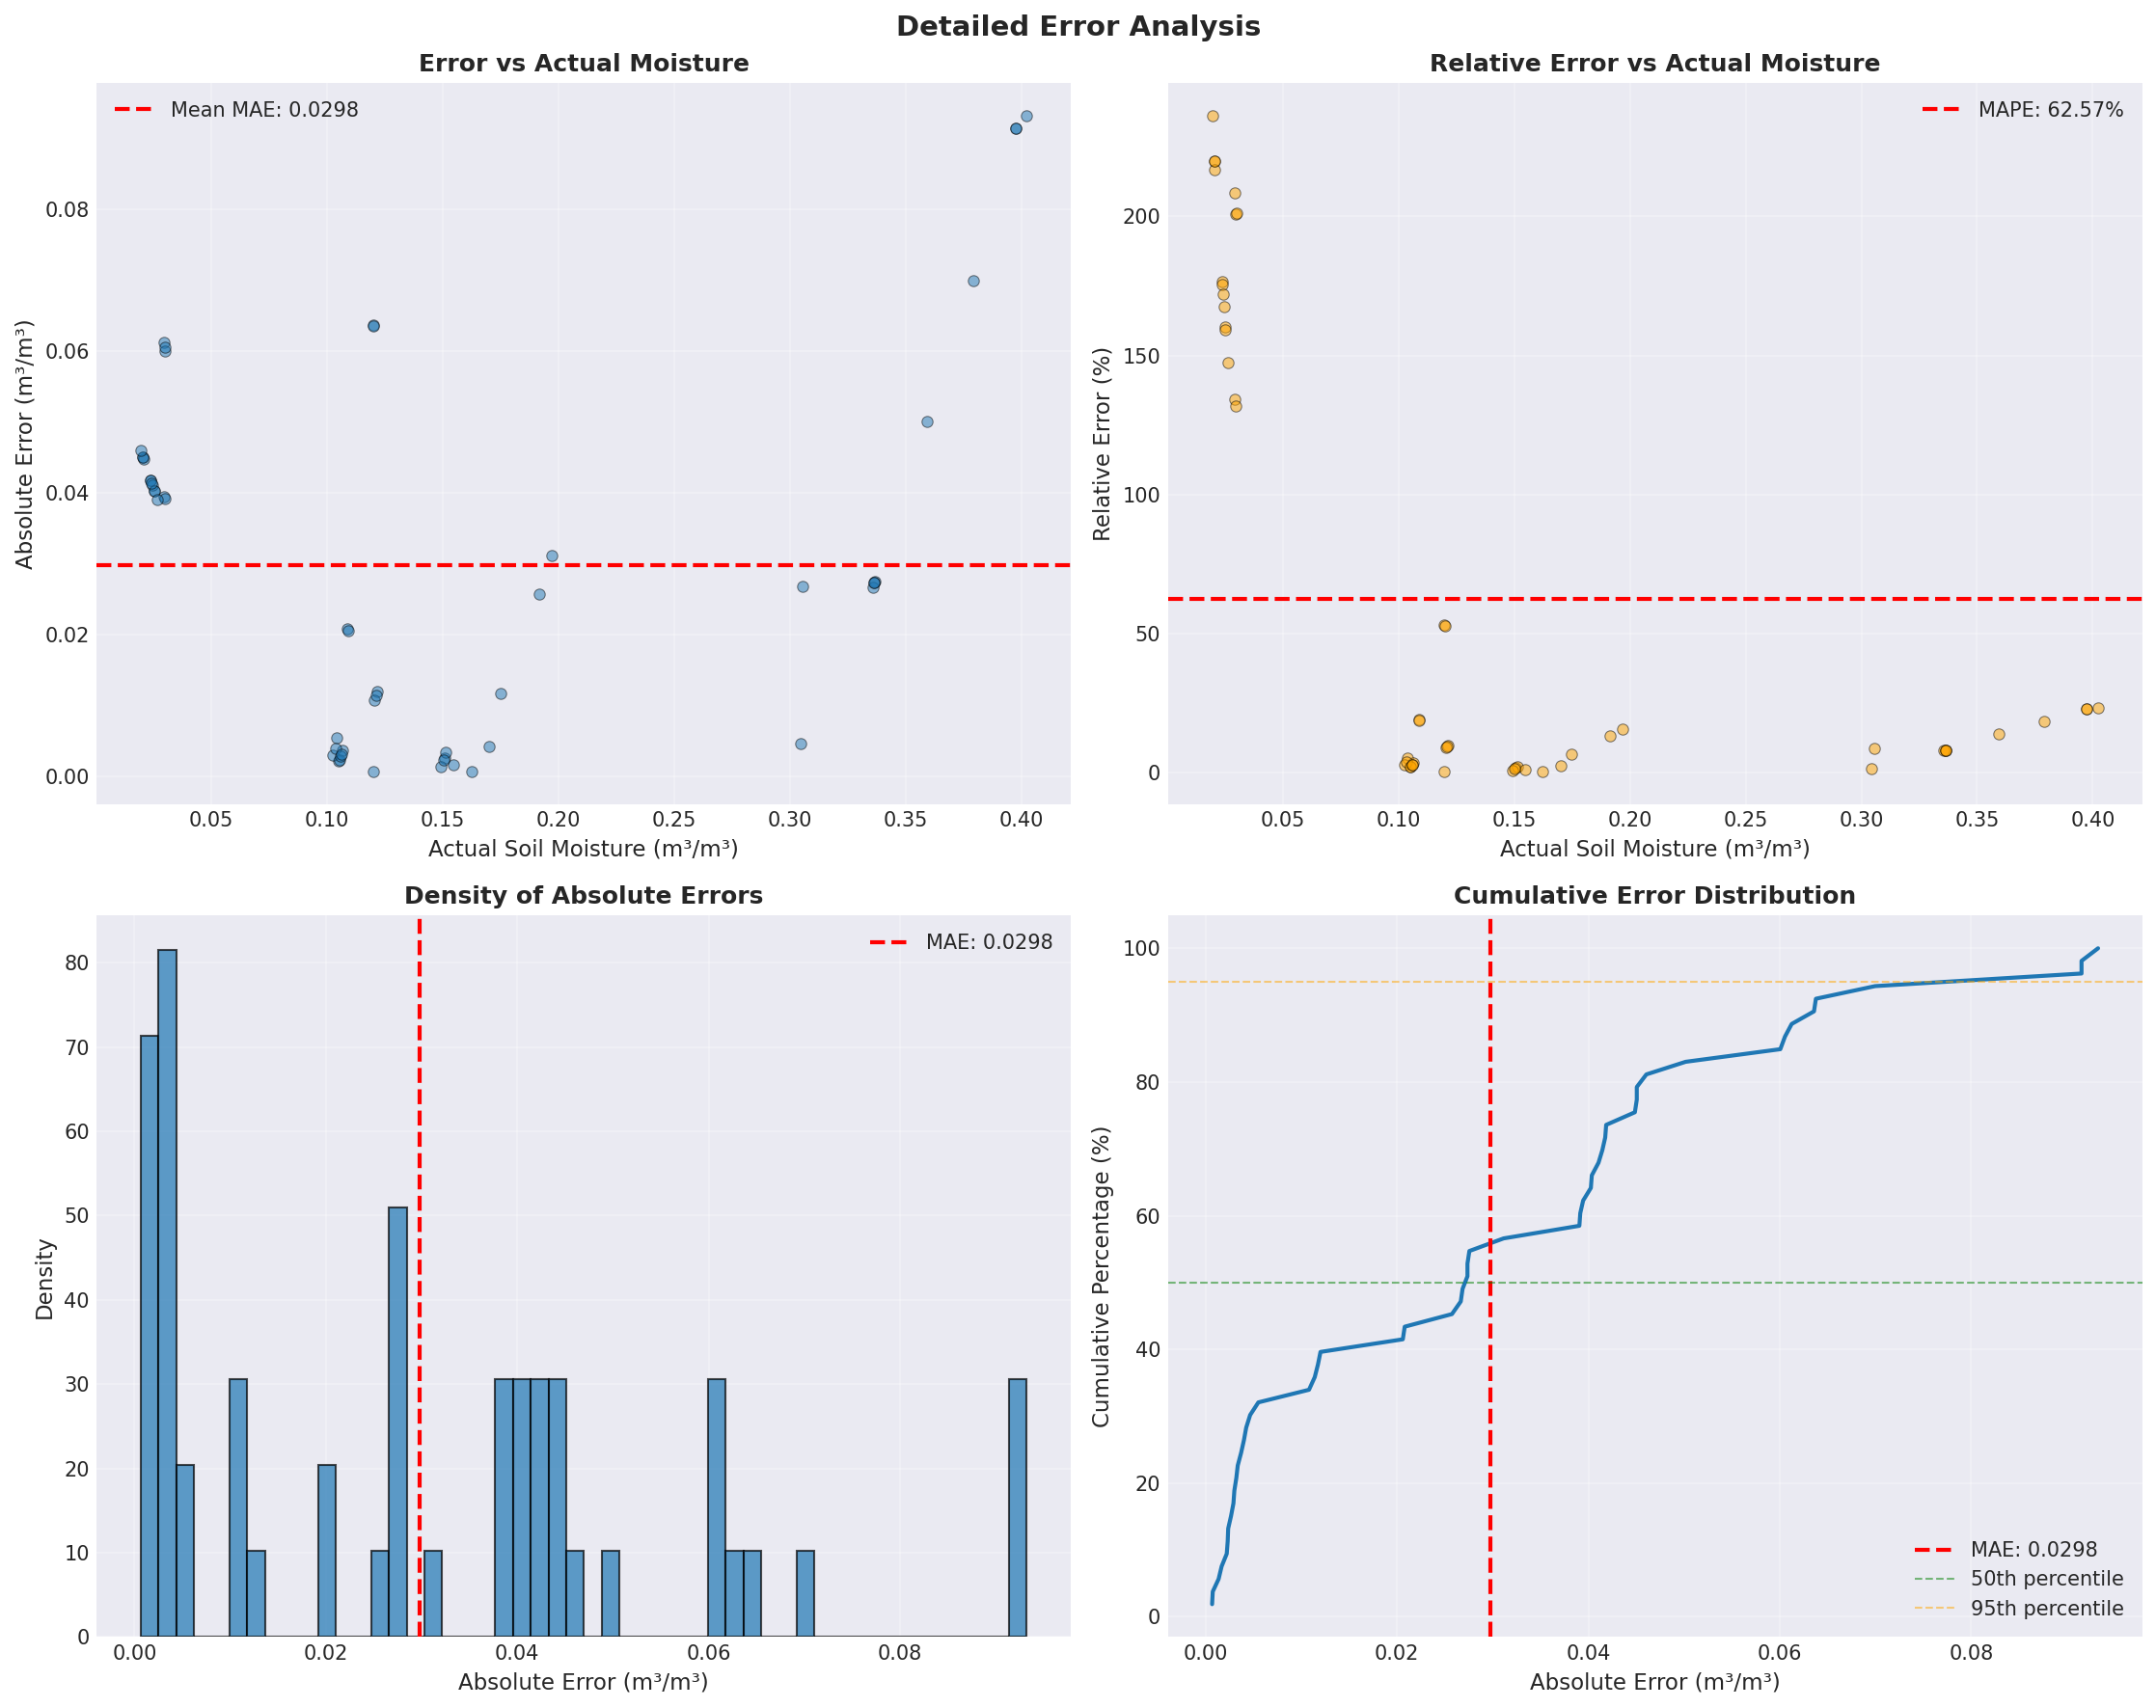 Detailed Error Analysis
Error vs Actual Moisture
Mean MAE: 0.0298
Absolute Error (m³/m³)
0.08
0.06
0.04
0.02
0.00
0.05 0.10 0.15 0.20 0.25 0.30 0.35 0.40
Actual Soil Moisture (m³/m³)
Relative Error vs Actual Moisture
MAPE: 62.57%
Relative Error (%)
200
150
100
50
0
0.05 0.10 0.15 0.20 0.25 0.30 0.35 0.40
Actual Soil Moisture (m³/m³)
Density of Absolute Errors
MAE: 0.0298
Density
80
70
60
50
40
30
20
10
0
0.00 0.02 0.04 0.06 0.08
Absolute Error (m³/m³)
Cumulative Error Distribution
Cumulative Percentage (%)
100
80
60
40
20
0
MAE: 0.0298
50th percentile
95th percentile
0.00 0.02 0.04 0.06 0.08
Absolute Error (m³/m³)